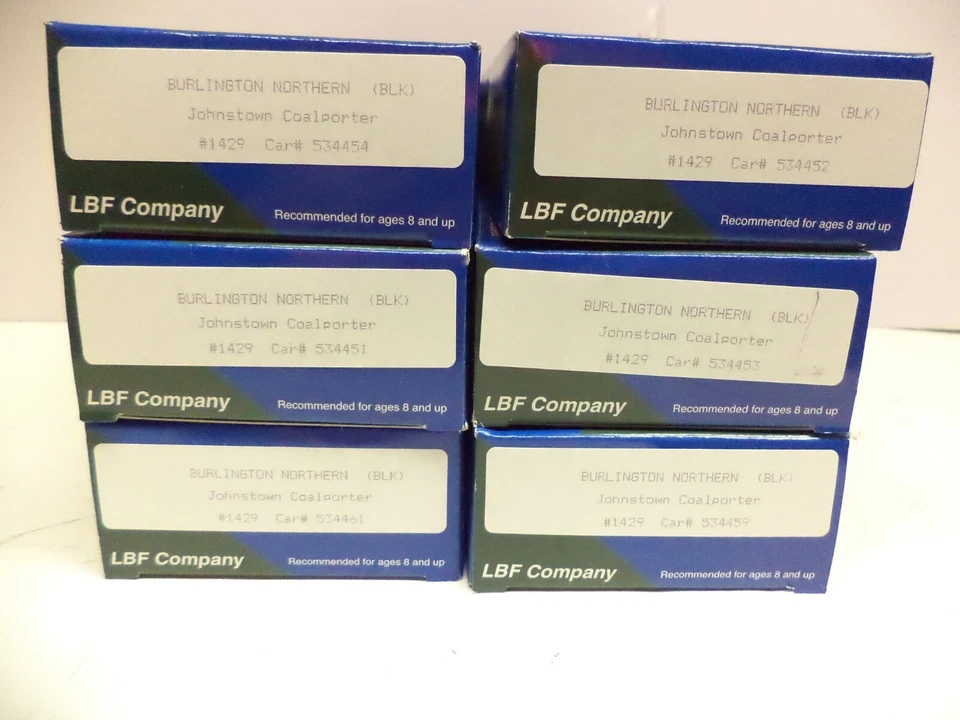 BURLINGTON NORTHERN (BLK)
Johnstown Coalporter
#1429 Car# 534454
LBF Company
Recommended for ages 8 and up
BURLINGTON NORTHERN (BLK)
Johnstown Coalporter
#1429 Car# 534452
LBF Company
Recommended for ages 8 and up
BURLINGTON NORTHERN (BLK)
Johnstown Coalporter
#1429 Car# 534451
LBF Company
Recommended for ages 8 and up
BURLINGTON NORTHERN (BLK)
Johnstown Coalporter
#1429 Car# 534453
LBF Company
Recommended for ages 8 and up
BURLINGTON NORTHERN (BLK)
Johnstown Coalporter
#1429 Car# 534461
LBF Company
Recommended for ages 8 and up
BURLINGTON NORTHERN (BLK)
Johnstown Coalporter
#1429 Car# 534459
LBF Company
Recommended for ages 8 and up